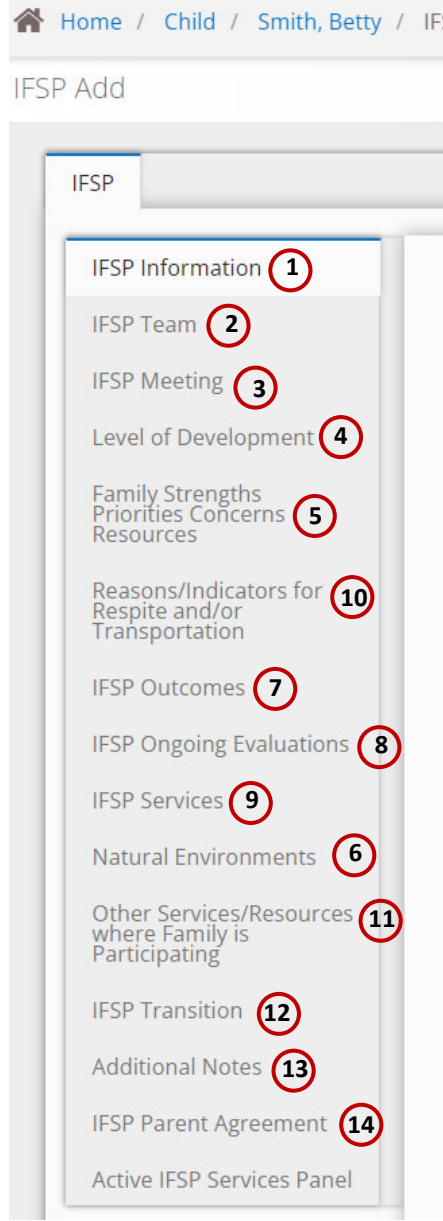 Home / Child / Smith, Betty / IF
IFSP Add
IFSP
IFSP Information 1
IFSP Team 2
IFSP Meeting 3
Level of Development 4
Family Strengths
Priorities Concerns 5
Resources
Reasons/Indicators for 10
Respite and/or
Transportation
IFSP Outcomes 7
IFSP Ongoing Evaluations 8
IFSP Services 9
Natural Environments 6
Other Services/Resources 11
where Family is
Participating
IFSP Transition 12
Additional Notes 13
IFSP Parent Agreement 14
Active IFSP Services Panel